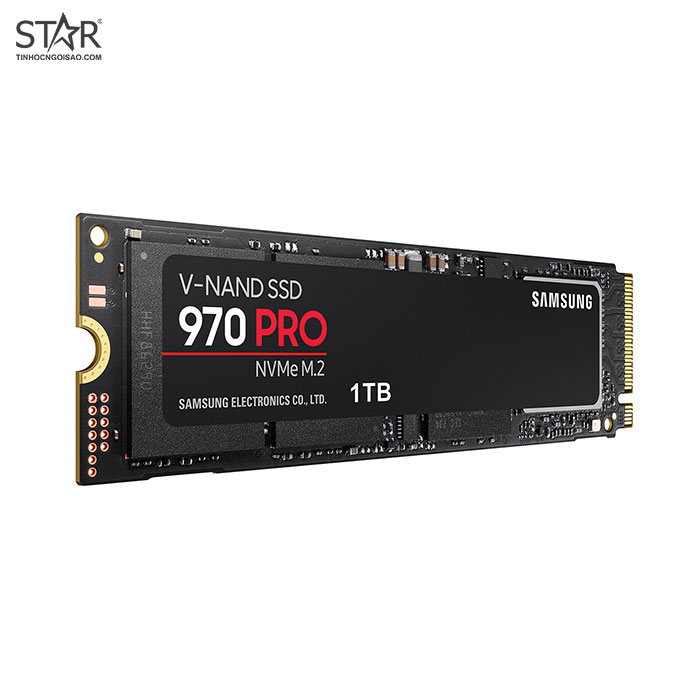 STAR®
TINHOCNGOISAO.COM
V-NAND SSD
970 PRO
NVMe M.2
SAMSUNG ELECTRONICS CO., LTD.
1TB
SAMSUNG